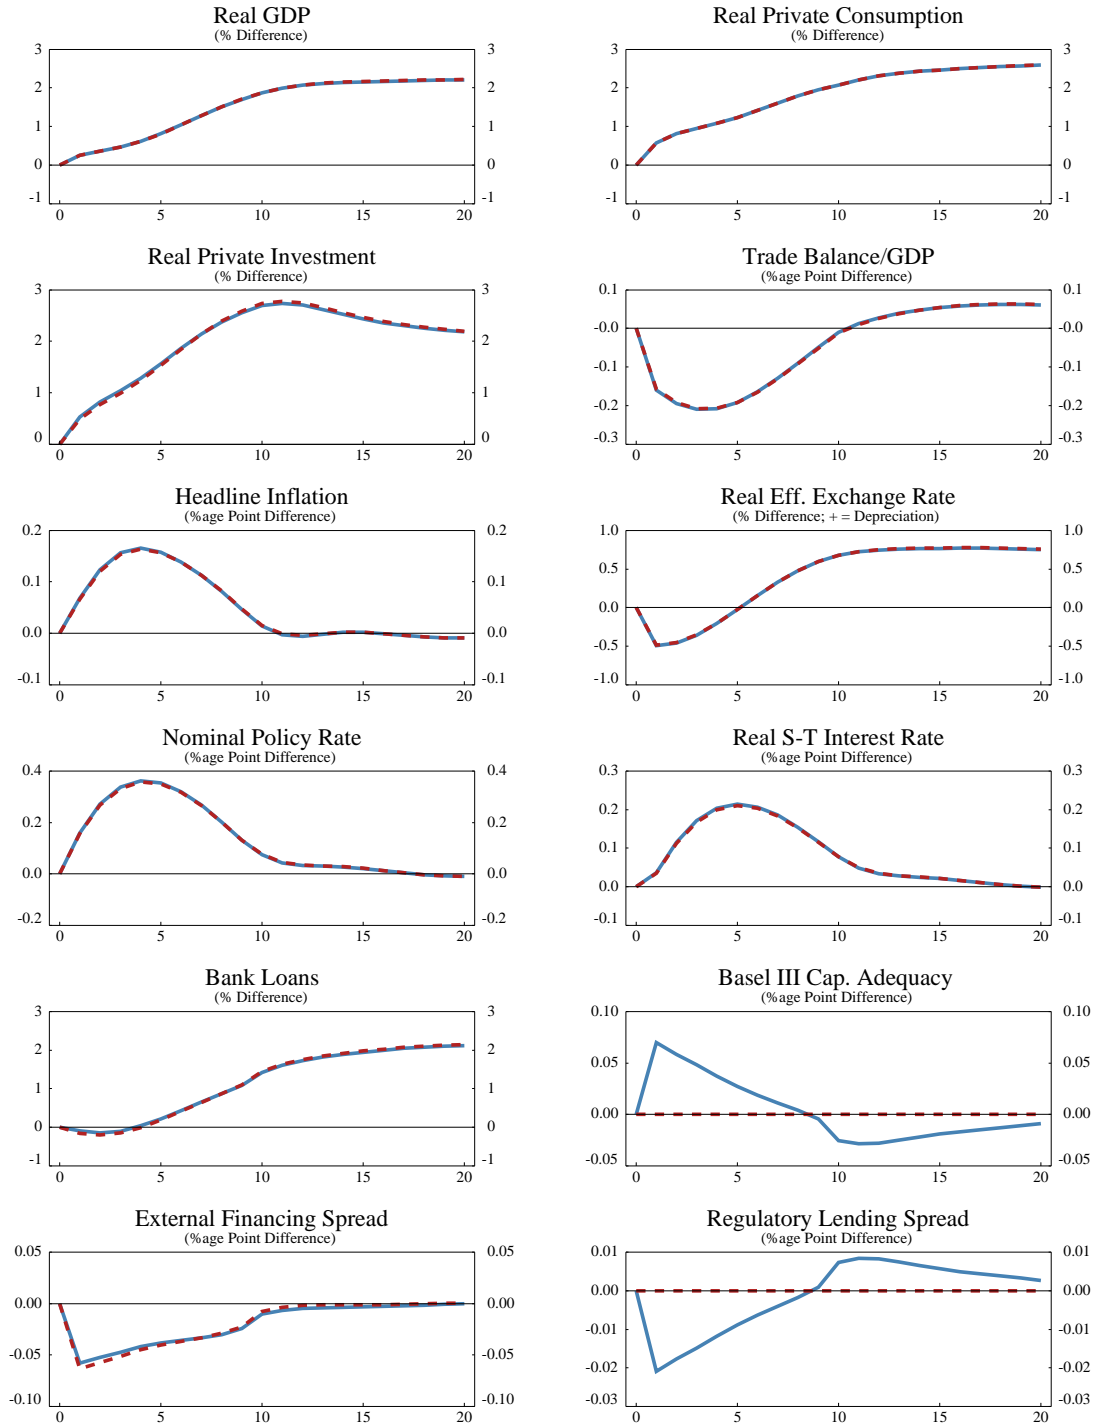 Real GDP
(% Difference)
3 3
2 2
1 1
0 0
-1 -1
0 5 10 15 20
Real Private Consumption
(% Difference)
3 3
2 2
1 1
0 0
-1 -1
0 5 10 15 20
Real Private Investment
(% Difference)
3 3
2 2
1 1
0 0
0 5 10 15 20
Trade Balance/GDP
(%age Point Difference)
0.1 0.1
-0.0 -0.0
-0.1 -0.1
-0.2 -0.2
-0.3 -0.3
0 5 10 15 20
Headline Inflation
(%age Point Difference)
0.2 0.2
0.1 0.1
0.0 0.0
-0.1 -0.1
0 5 10 15 20
Real Eff. Exchange Rate
(% Difference; + = Depreciation)
1.0 1.0
0.5 0.5
0.0 0.0
-0.5 -0.5
-1.0 -1.0
0 5 10 15 20
Nominal Policy Rate
(%age Point Difference)
0.4 0.4
0.2 0.2
0.0 0.0
-0.2 -0.2
0 5 10 15 20
Real S-T Interest Rate
(%age Point Difference)
0.3 0.3
0.2 0.2
0.1 0.1
0.0 0.0
-0.1 -0.1
0 5 10 15 20
Bank Loans
(% Difference)
3 3
2 2
1 1
0 0
-1 -1
0 5 10 15 20
Basel III Cap. Adequacy
(%age Point Difference)
0.10 0.10
0.05 0.05
0.00 0.00
-0.05 -0.05
0 5 10 15 20
External Financing Spread
(%age Point Difference)
0.05 0.05
0.00 0.00
-0.05 -0.05
-0.10 -0.10
0 5 10 15 20
Regulatory Lending Spread
(%age Point Difference)
0.01 0.01
0.00 0.00
-0.01 -0.01
-0.02 -0.02
-0.03 -0.03
0 5 10 15 20